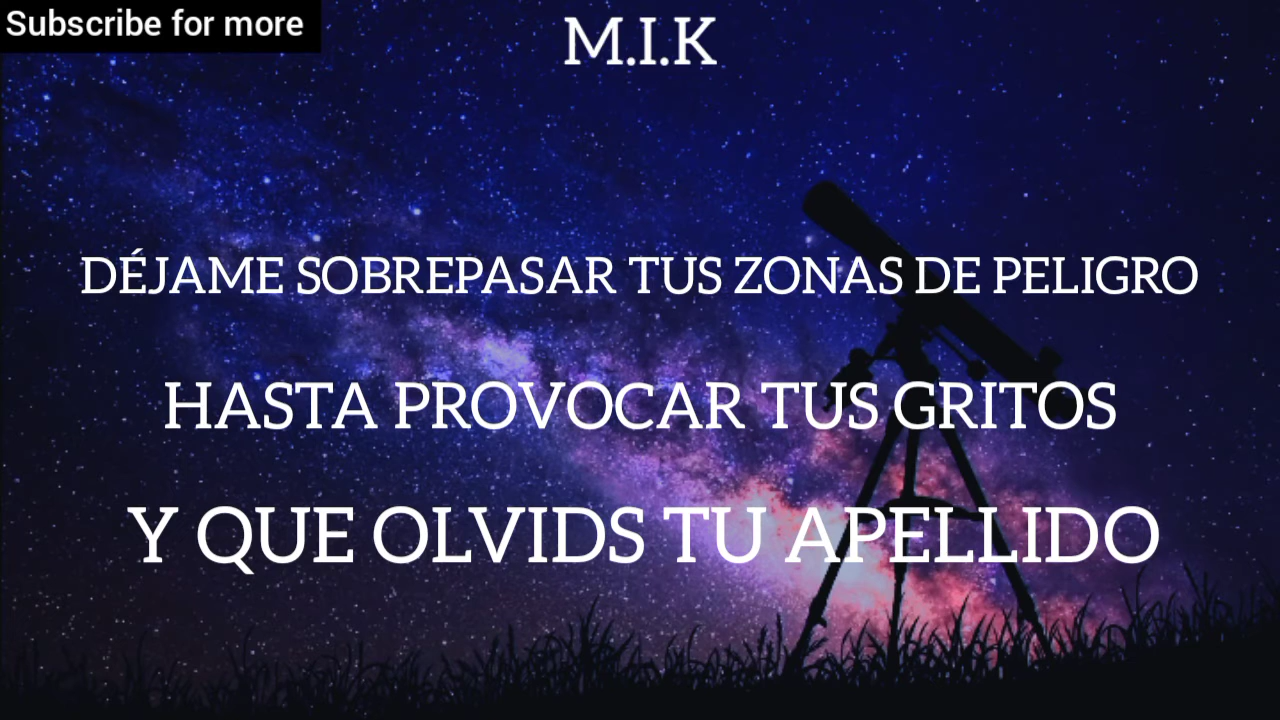 Subscribe for more
M.I.K
DÉJAME SOBREPASAR TUS ZONAS DE PELIGRO
HASTA PROVOCAR TUS GRITOS
Y QUE OLVIDS TU APELLIDO